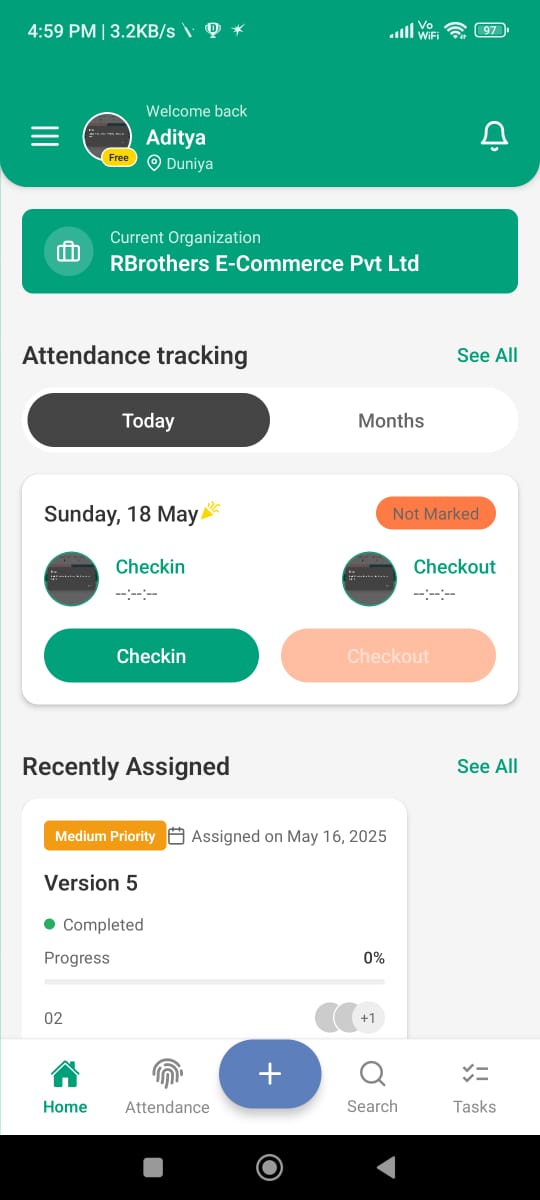 4:59 PM | 3.2KB/s
Vo
WiFi
97
Welcome back
Aditya
Free
Duniya
Current Organization
RBrothers E-Commerce Pvt Ltd
Attendance tracking
See All
Today
Months
Sunday, 18 May
Not Marked
Checkin
--:--:--
Checkout
--:--:--
Checkin
Checkout
Recently Assigned
See All
Medium Priority
Assigned on May 16, 2025
Version 5
Completed
Progress
0%
02
+1
Home
Attendance
Search
Tasks